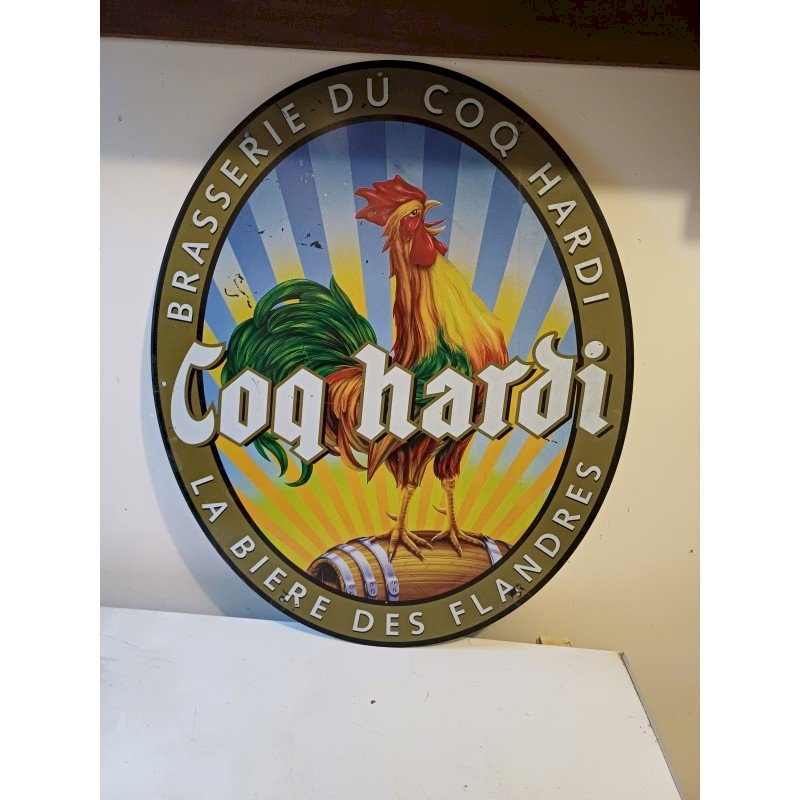 BRASSERIE DU COQ HARDI
Coq hardi
LA BIERE DES FLANDRES